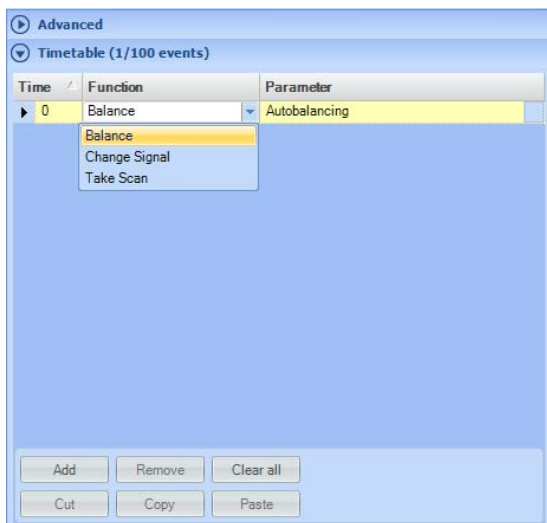 Advanced
Timetable (1/100 events)
Time Function Parameter
0 Balance Autobalancing
Balance
Change Signal
Take Scan
Add Remove Clear all
Cut Copy Paste